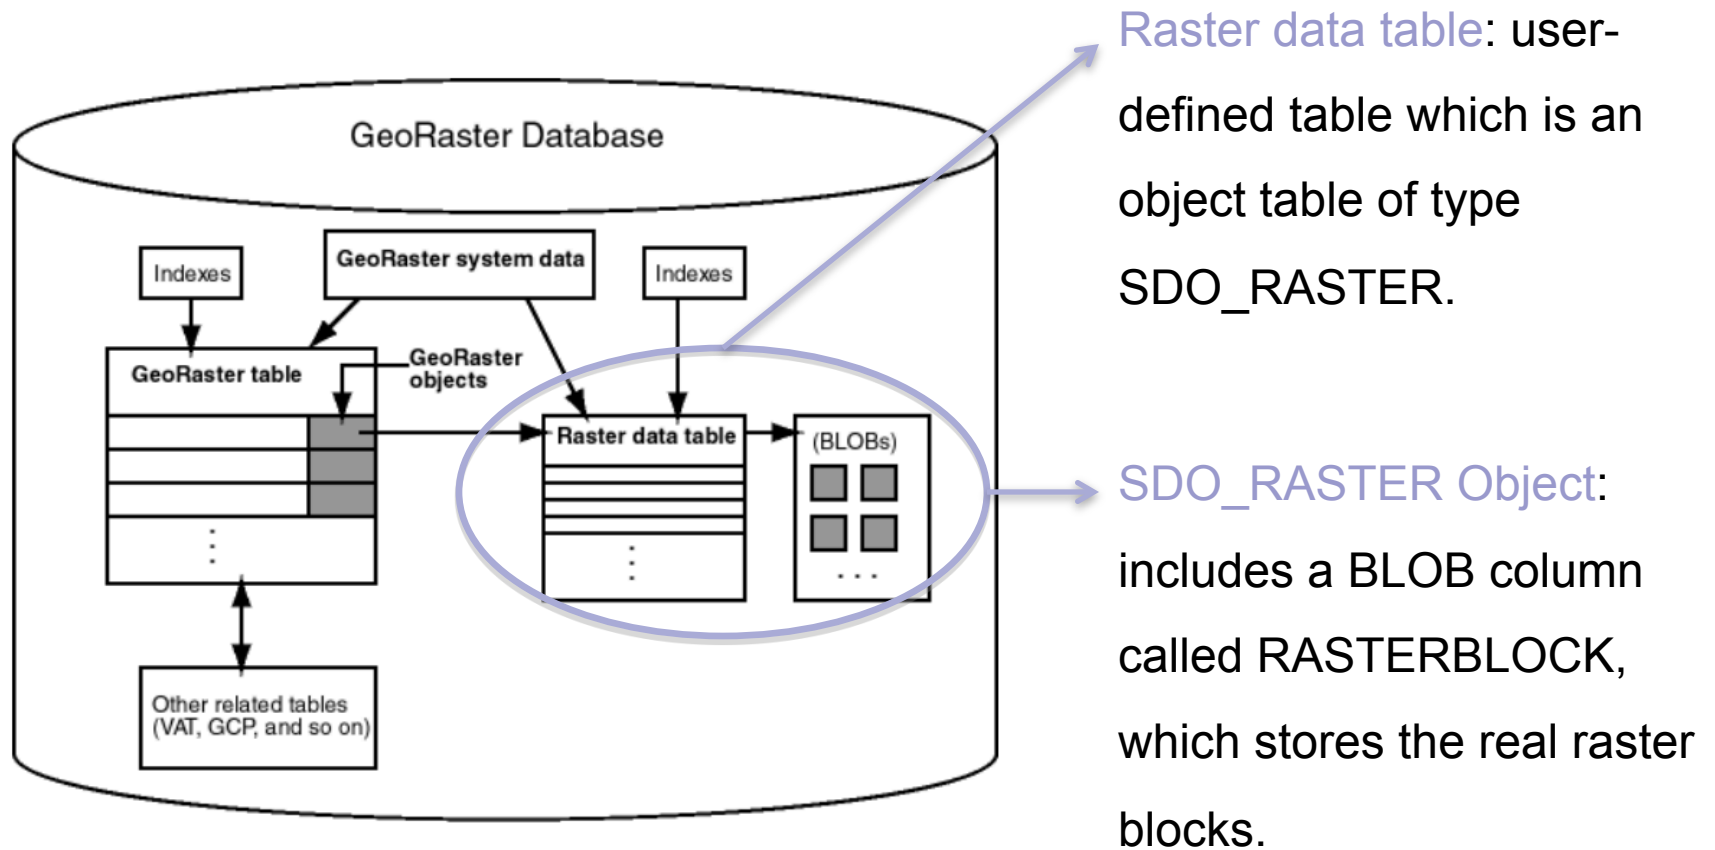 GeoRaster Database
Indexes
GeoRaster system data
Indexes
GeoRaster table
GeoRaster
objects
Raster data table
(BLOBs)
. . .
Other related tables
(VAT, GCP, and so on)
Raster data table: user-
defined table which is an
object table of type
SDO_RASTER.
SDO_RASTER Object:
includes a BLOB column
called RASTERBLOCK,
which stores the real raster
blocks.